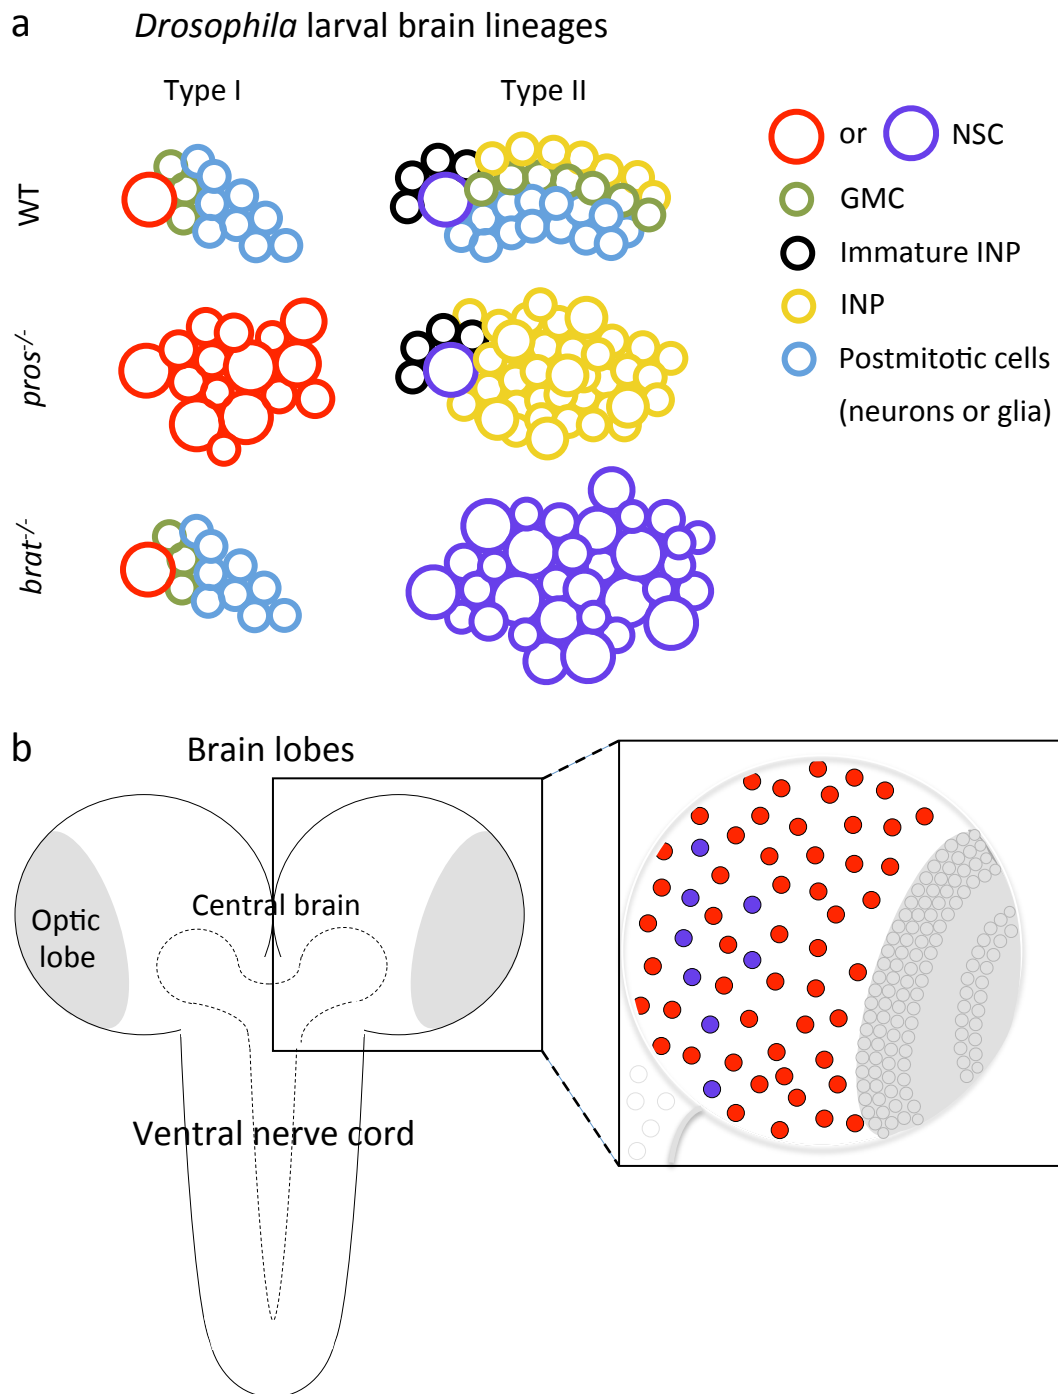 a
Drosophila larval brain lineages
Type I
Type II
WT
pros-/-
brat-/-
or
NSC
GMC
Immature INP
INP
Postmitotic cells
(neurons or glia)
b
Brain lobes
Central brain
Optic
lobe
Ventral nerve cord